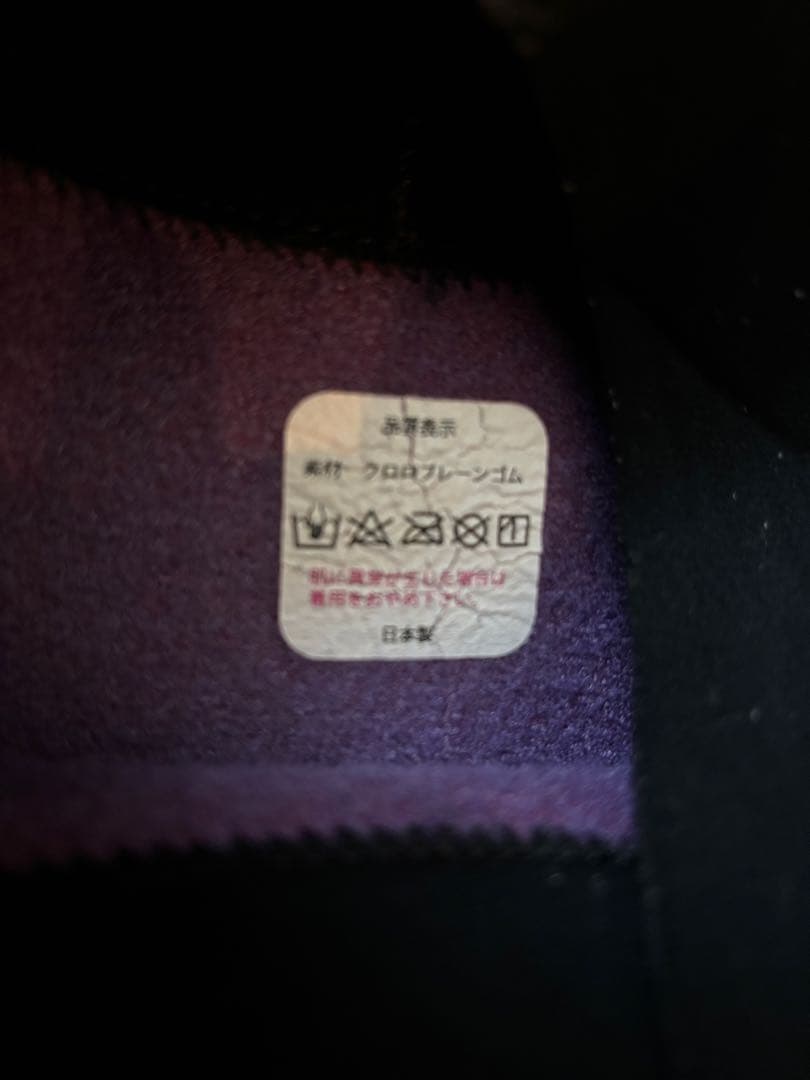 品質表示
素材 クロロプレーンゴム
肌に異常が生じた場合は
着用をおやめ下さい。
日本製